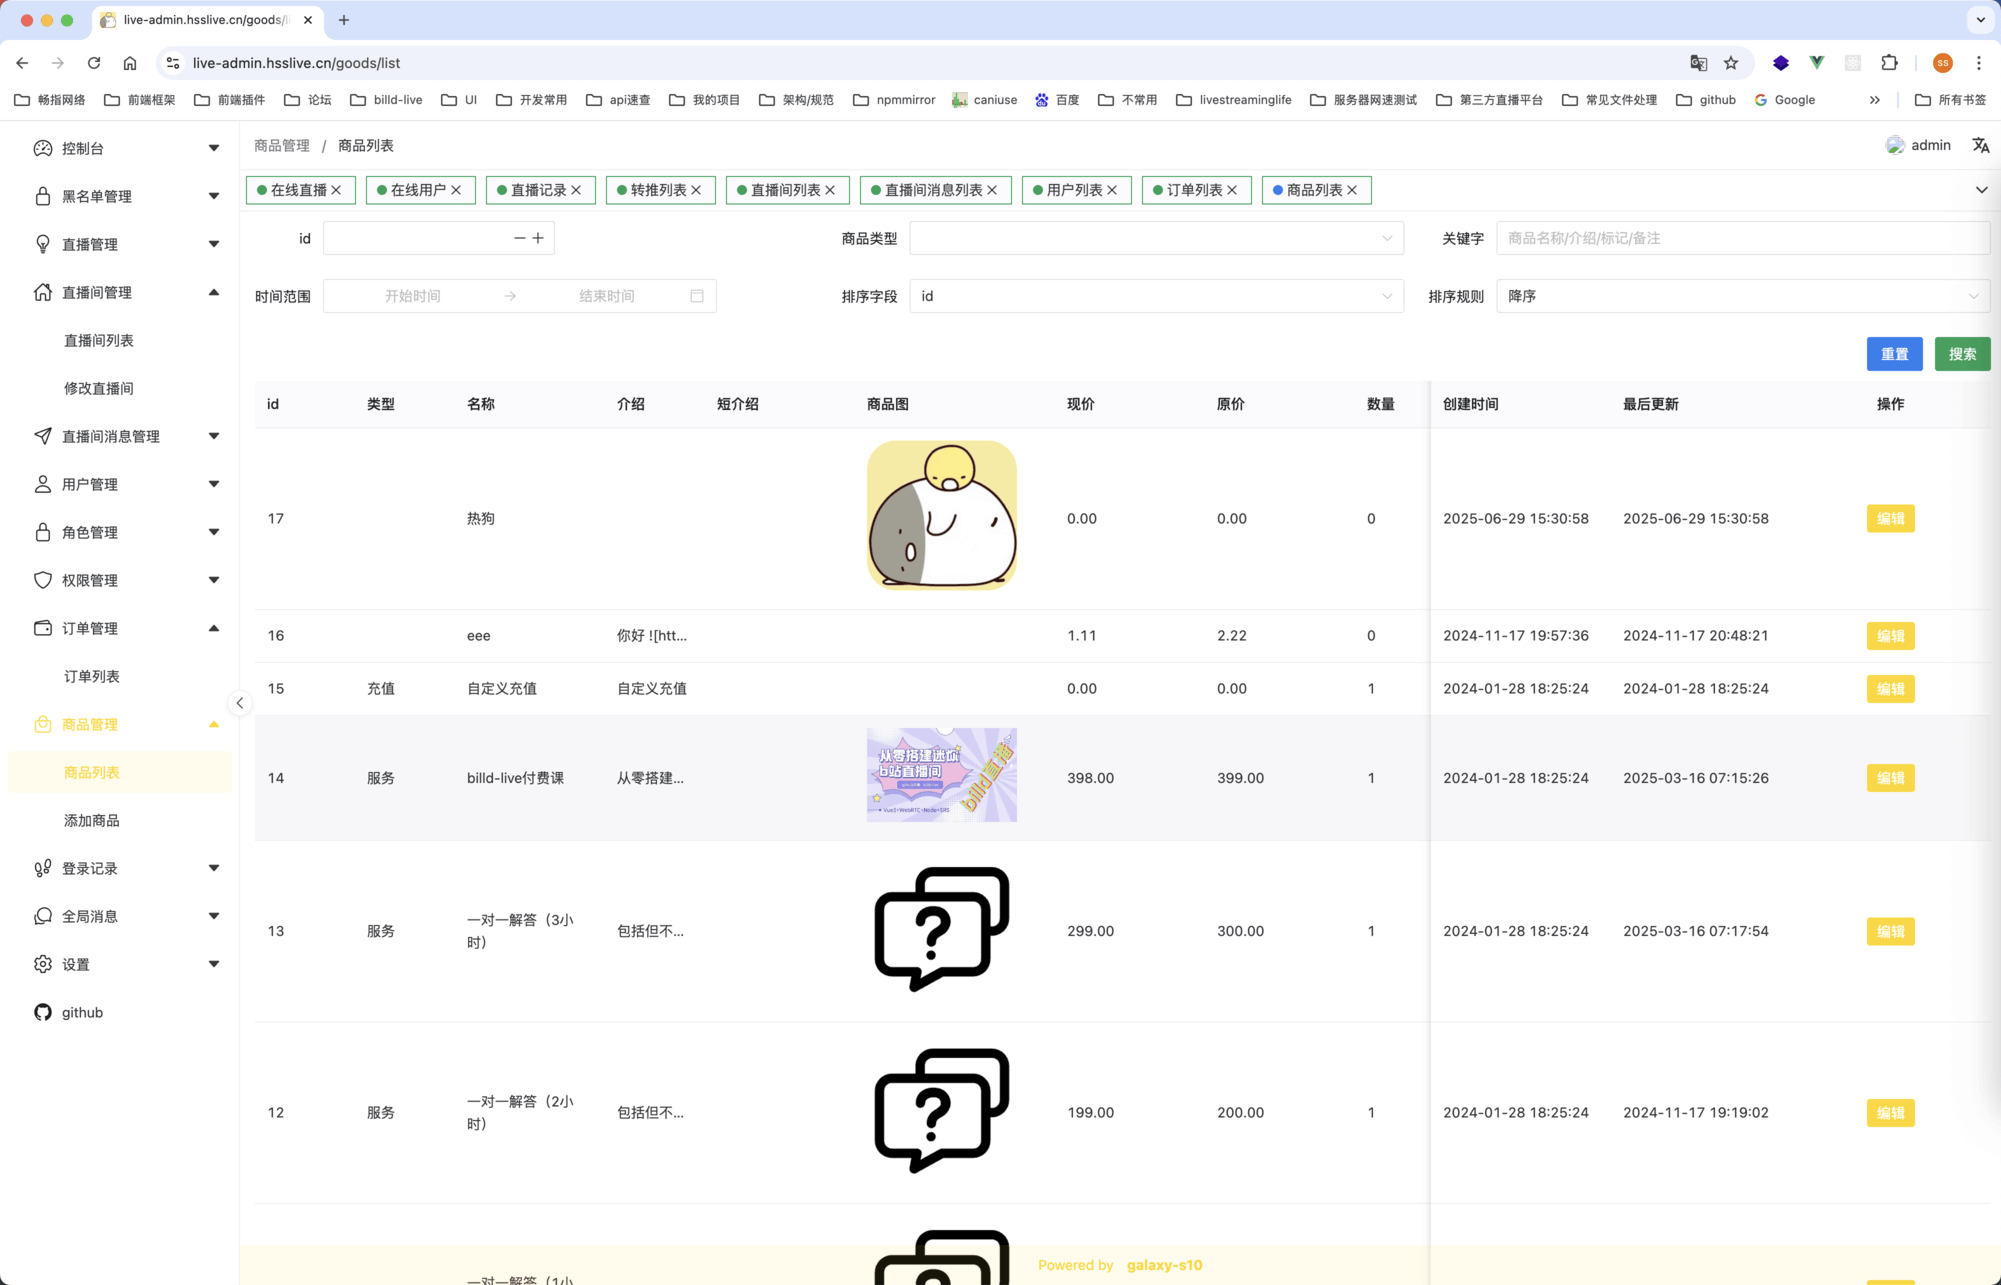 live-admin.hsslive.cn/goods/li
live-admin.hsslive.cn/goods/list
SS
畅指网络 前端框架 前端插件 论坛 billd-live UI 开发常用 api速查 我的项目 架构/规范 npmmirror caniuse 百度 不常用 livestreaminglife 服务器网速测试 第三方直播平台 常见文件处理 github Google » 所有书签
控制台
黑名单管理
直播管理
直播间管理
直播间列表
修改直播间
直播间消息管理
用户管理
角色管理
权限管理
订单管理
订单列表
商品管理
商品列表
添加商品
登录记录
全局消息
设置
github
商品管理 / 商品列表
admin
在线直播 在线用户 直播记录 转推列表 直播间列表 直播间消息列表 用户列表 订单列表 商品列表
id 商品类型 关键字 商品名称/介绍/标记/备注
时间范围 开始时间 结束时间 排序字段 id 排序规则 降序
重置 搜索
id 类型 名称 介绍 短介绍 商品图 现价 原价 数量 创建时间 最后更新 操作
17 热狗 0.00 0.00 0 2025-06-29 15:30:58 2025-06-29 15:30:58 编辑
16 eee 你好 ![htt... 1.11 2.22 0 2024-11-17 19:57:36 2024-11-17 20:48:21 编辑
15 充值 自定义充值 自定义充值 0.00 0.00 1 2024-01-28 18:25:24 2024-01-28 18:25:24 编辑
从零搭建迷你
b站直播间
billd直播
Vue3+WebRTC+Node+SRS
14 服务 billd-live付费课 从零搭建... 398.00 399.00 1 2024-01-28 18:25:24 2025-03-16 07:15:26 编辑
13 服务 一对一解答（3小
时） 包括但不... ? 299.00 300.00 1 2024-01-28 18:25:24 2025-03-16 07:17:54 编辑
12 服务 一对一解答（2小
时） 包括但不... ? 199.00 200.00 1 2024-01-28 18:25:24 2024-11-17 19:19:02 编辑
一对一解答（1小
Powered by galaxy-s10